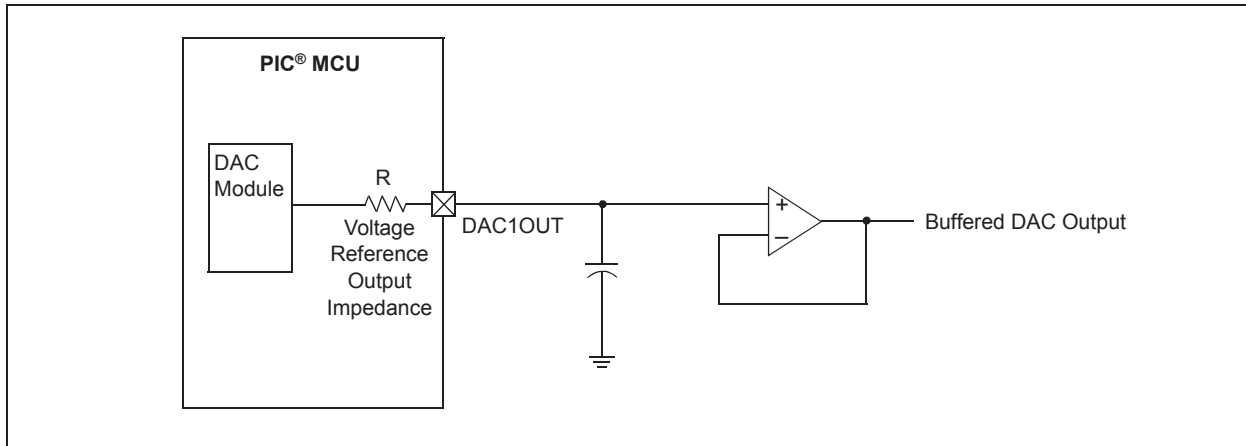 PIC® MCU
DAC
Module
R
Voltage
Reference
Output
Impedance
DAC1OUT
+
–
Buffered DAC Output